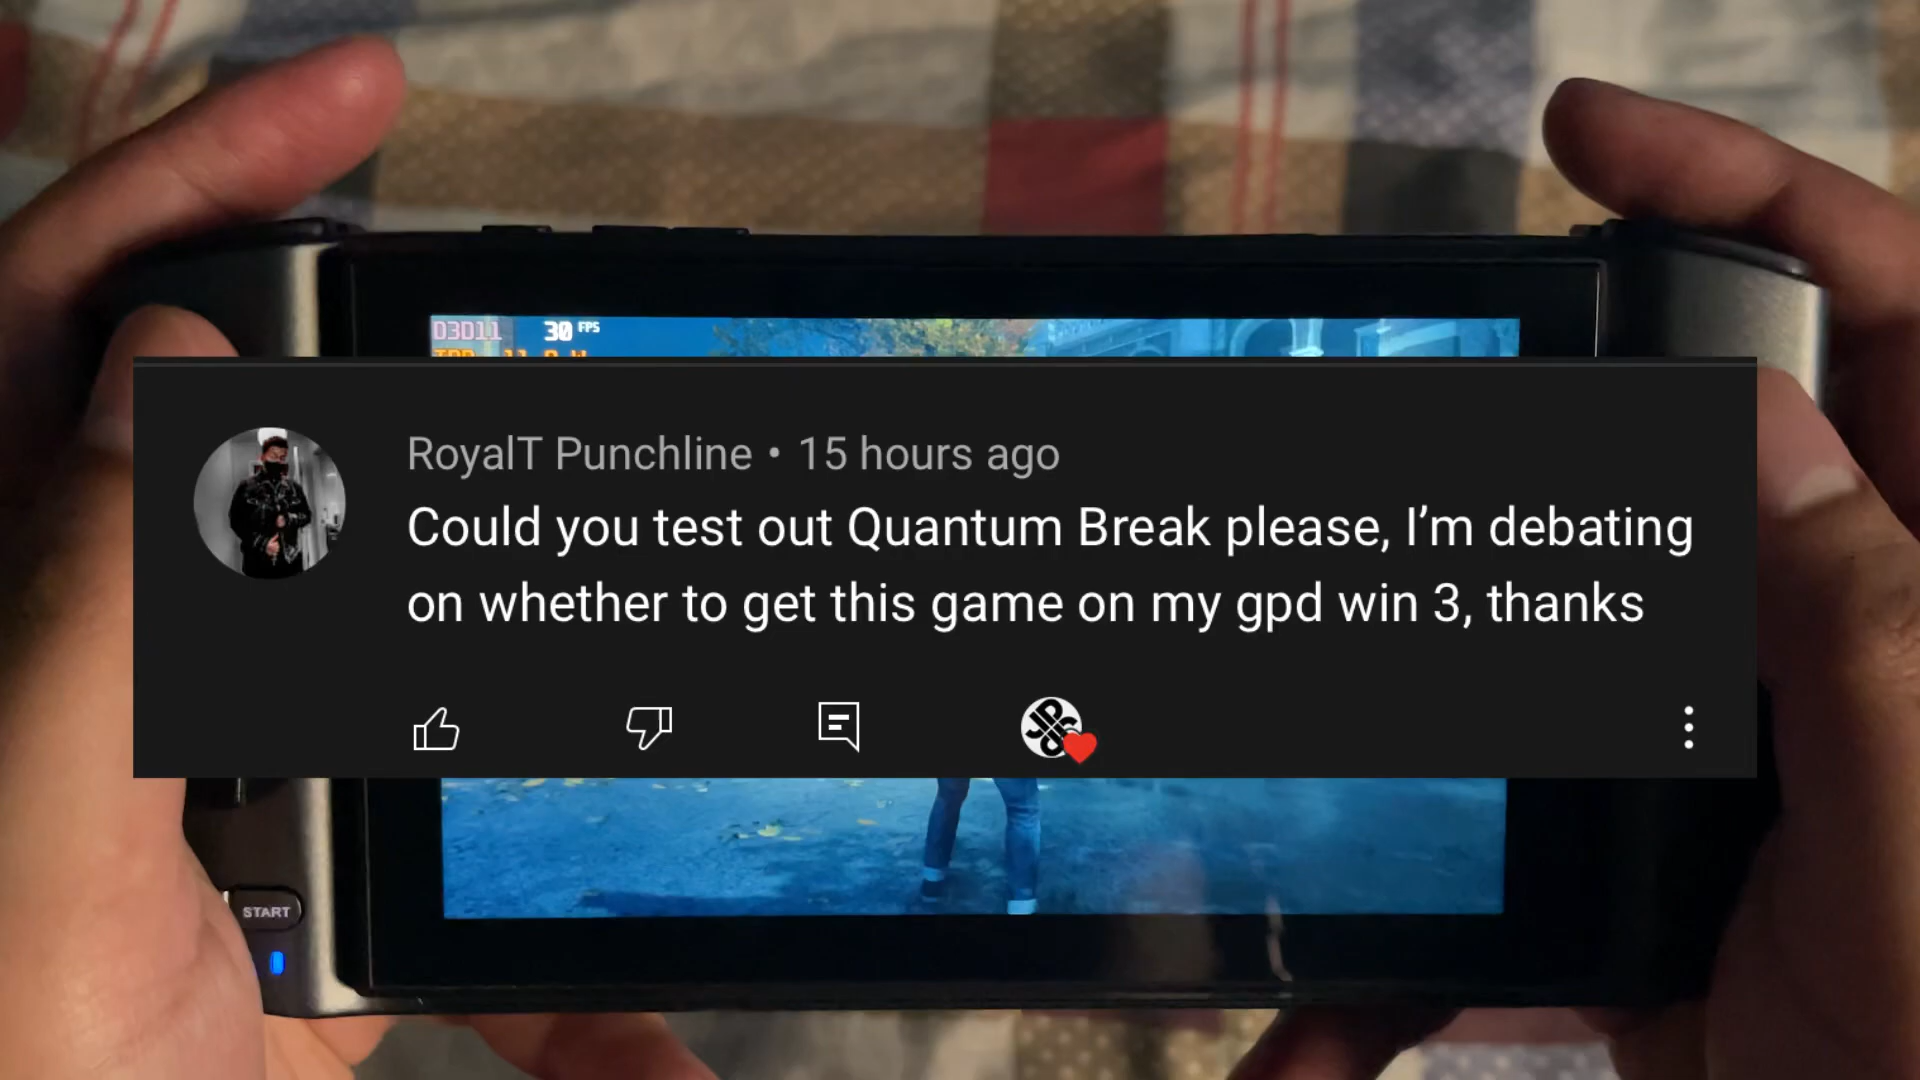 D3D11 30 FPS
RoyalT Punchline • 15 hours ago
Could you test out Quantum Break please, I’m debating
on whether to get this game on my gpd win 3, thanks
START